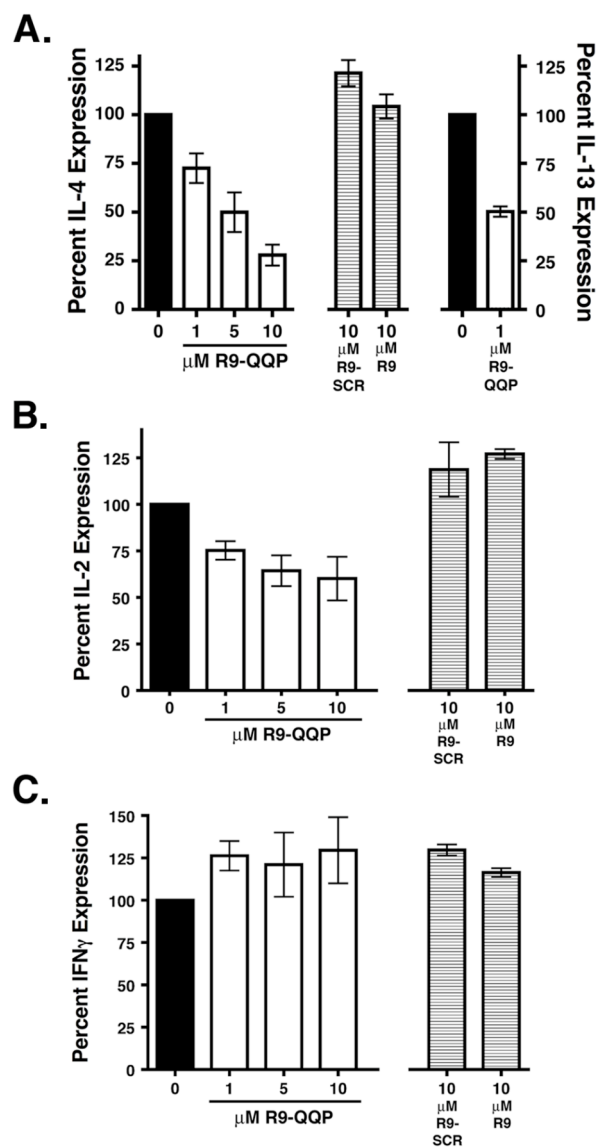 A.
Percent IL-4 Expression
125
100
75
50
25
0
0 1 5 10
µM R9-QQP
10 10
µM µM
R9- R9
SCR
0 1
µM
R9-
QQP
125
100
75
50
25
0
Percent IL-13 Expression
B.
Percent IL-2 Expression
125
100
75
50
25
0
0 1 5 10
µM R9-QQP
10 10
µM µM
R9- R9
SCR
C.
Percent IFNγ Expression
150
125
100
75
50
25
0
0 1 5 10
µM R9-QQP
10 10
µM µM
R9- R9
SCR